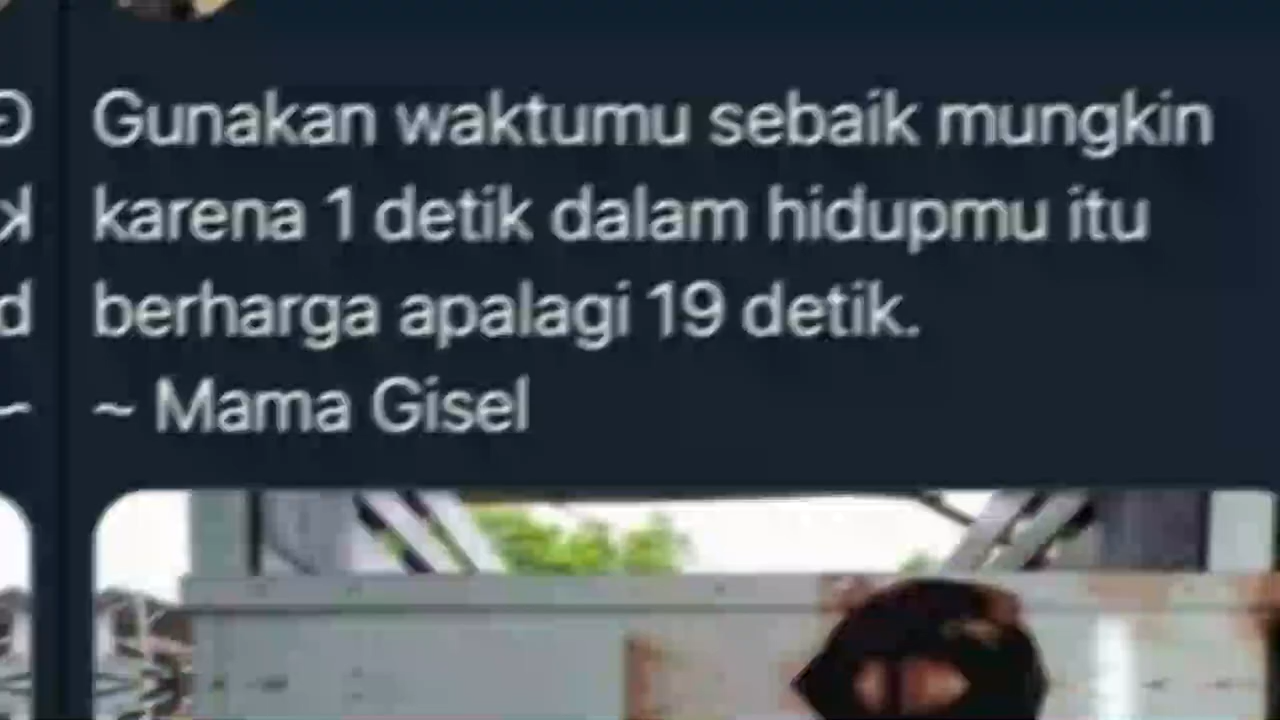 Gunakan waktumu sebaik mungkin
karena 1 detik dalam hidupmu itu
berharga apalagi 19 detik.
~ Mama Gisel